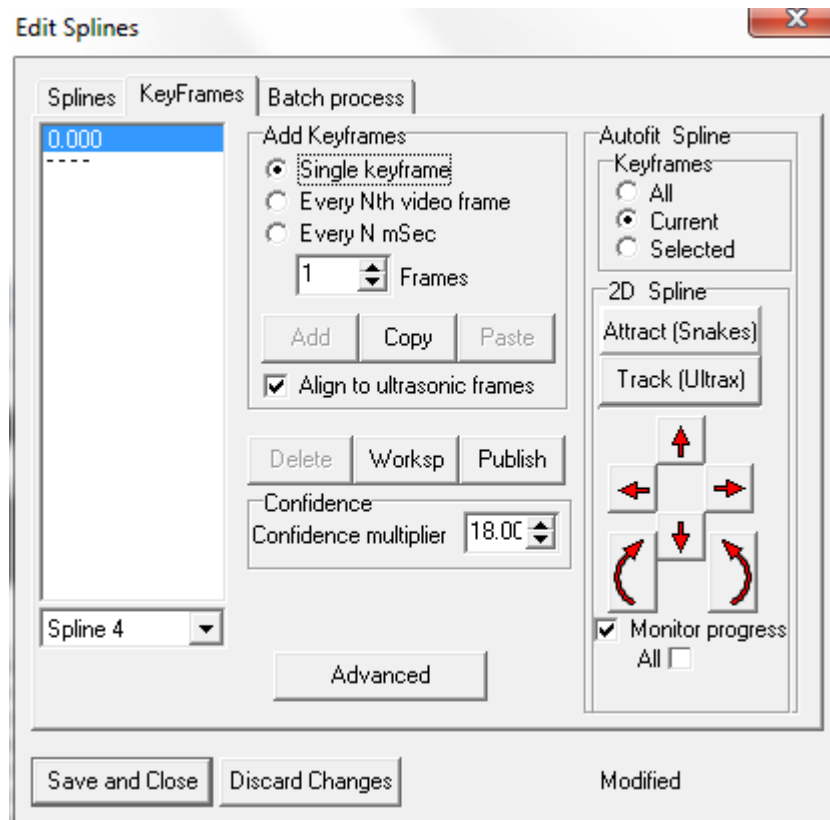 Edit Splines
Splines KeyFrames Batch process
0.000
----
Add Keyframes
Single keyframe
Every Nth video frame
Every N mSec
1 Frames
Add Copy Paste
Align to ultrasonic frames
Delete Worksp Publish
Confidence
Confidence multiplier 18.00
Spline 4
Advanced
Autofit Spline
Keyframes
All
Current
Selected
2D Spline
Attract (Snakes)
Track (Ultrax)
Monitor progress
All
Save and Close Discard Changes Modified